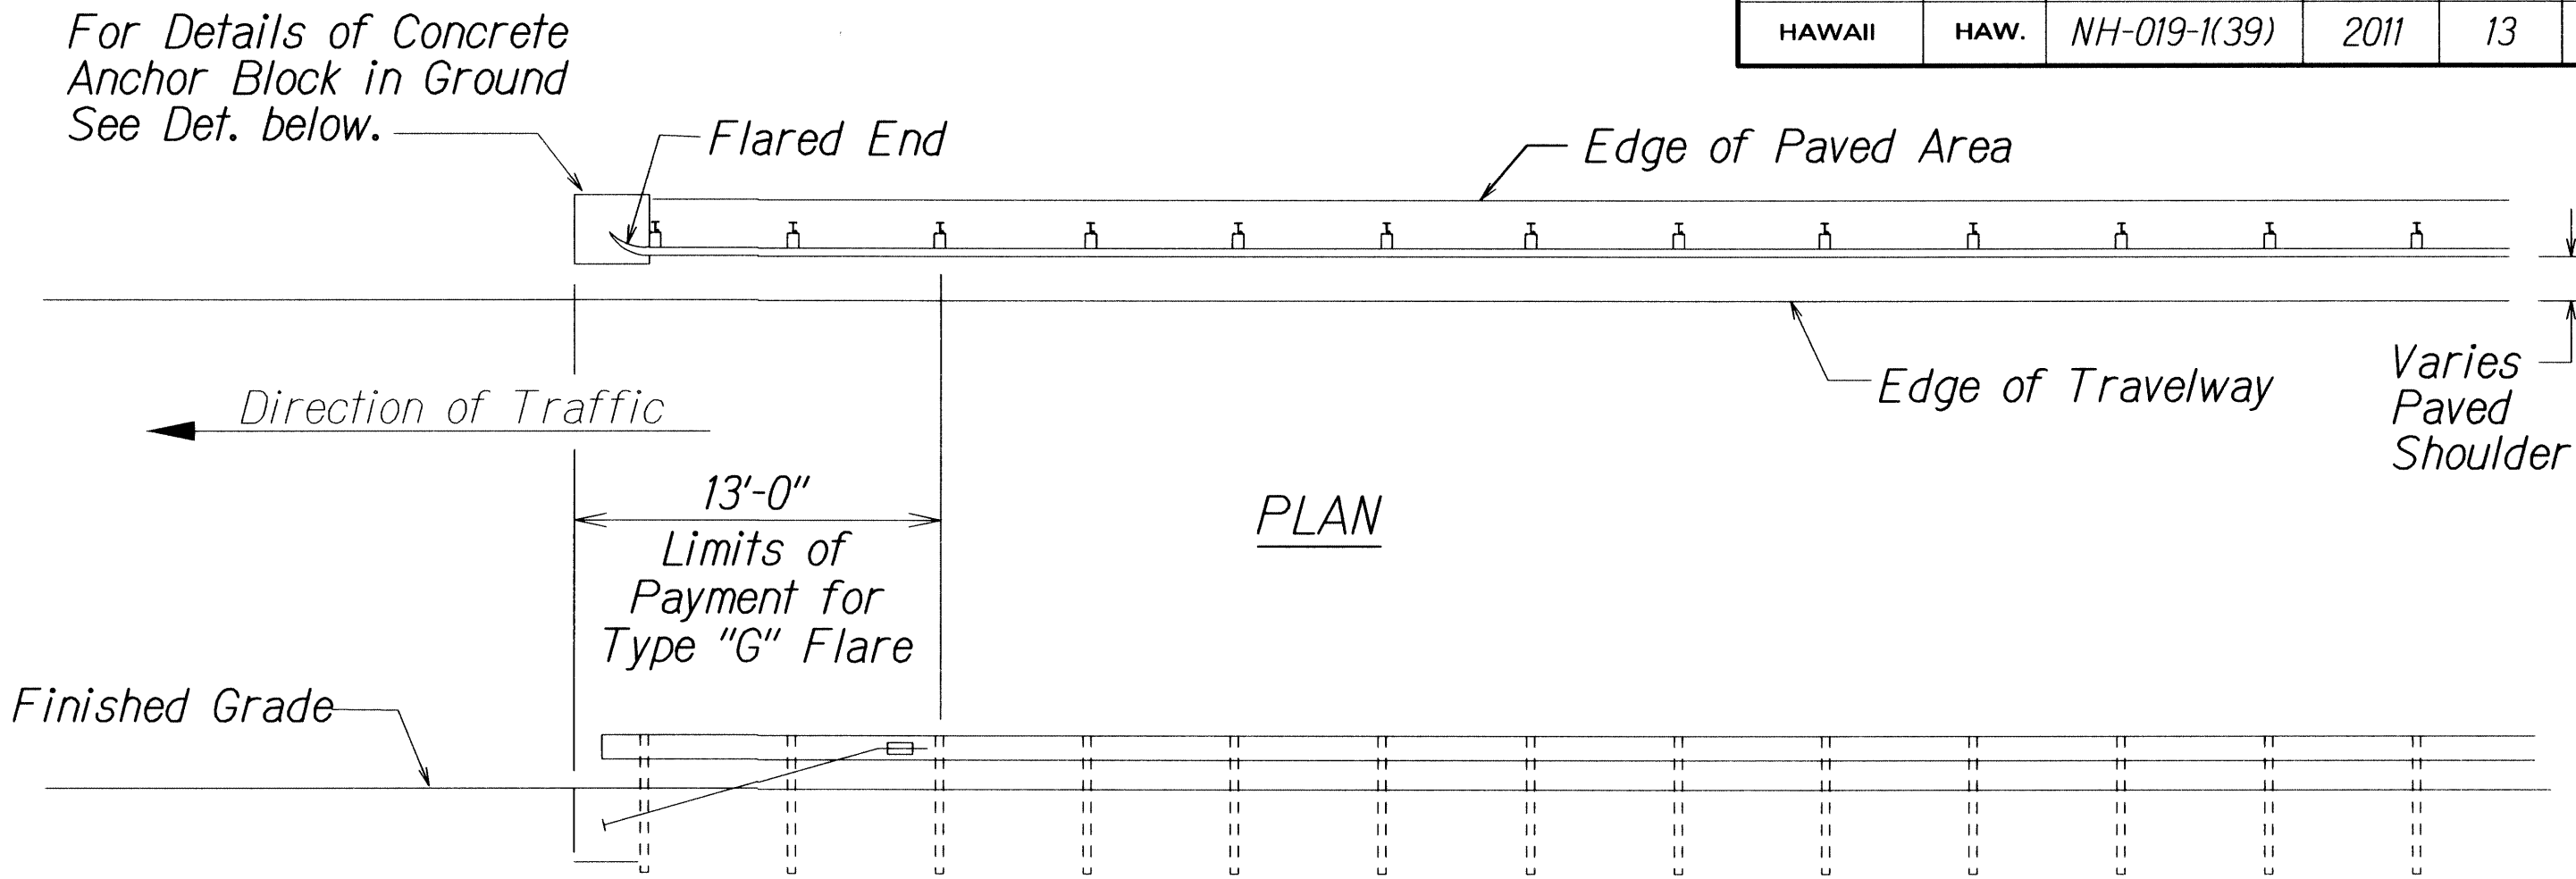 HAWAII HAW. NH-019-1(39) 2011 13
For Details of Concrete
Anchor Block in Ground
See Det. below.
Flared End
Edge of Paved Area
Edge of Travelway
Varies
Paved
Shoulder
Direction of Traffic
13'-0"
Limits of
Payment for
Type "G" Flare
PLAN
Finished Grade